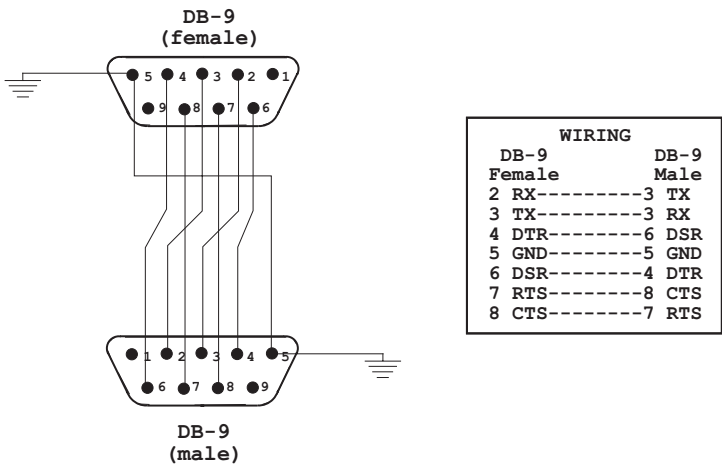 DB-9
(female)
5 4 3 2 1
9 8 7 6
1 2 3 4 5
6 7 8 9
DB-9
(male)
WIRING
DB-9 DB-9
Female Male
2 RX---------3 TX
3 TX---------3 RX
4 DTR--------6 DSR
5 GND--------5 GND
6 DSR--------4 DTR
7 RTS--------8 CTS
8 CTS--------7 RTS